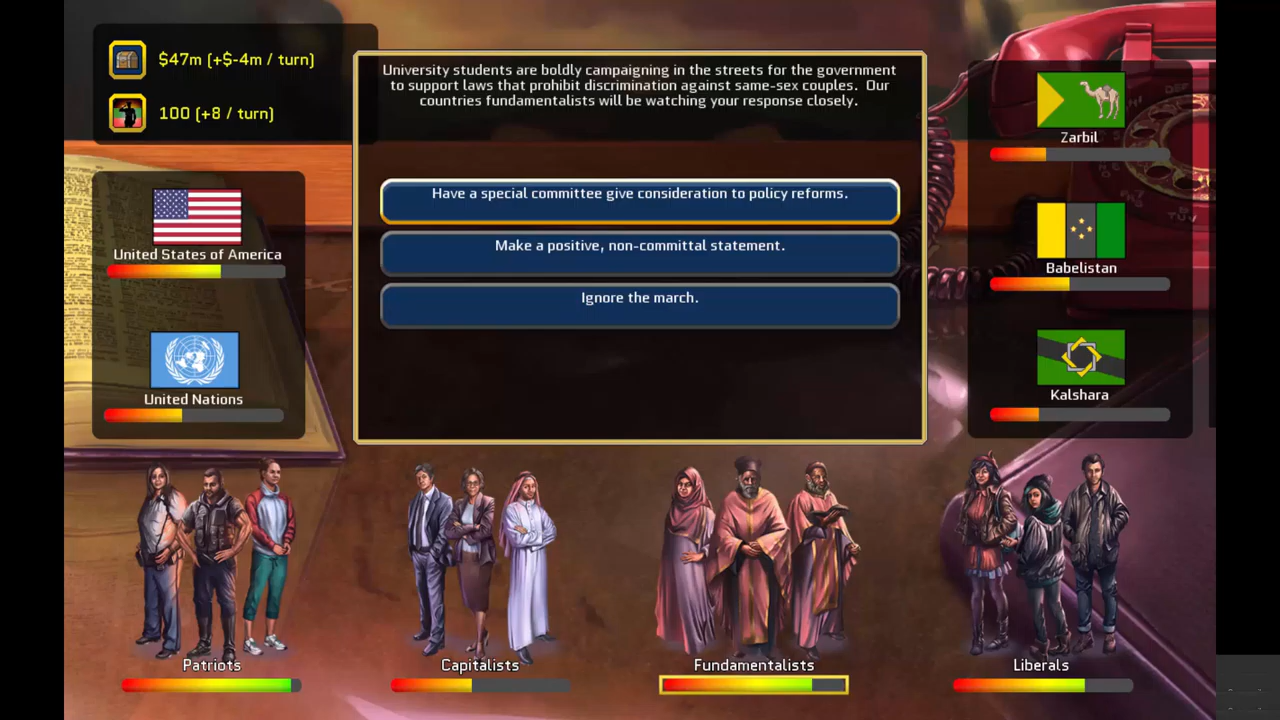 $47m (+$-4m / turn)
100 (+8 / turn)
University students are boldly campaigning in the streets for the government
to support laws that prohibit discrimination against same-sex couples. Our
countries fundamentalists will be watching your response closely.
Have a special committee give consideration to policy reforms.
Make a positive, non-committal statement.
Ignore the march.
United States of America
United Nations
Zarbil
Babelistan
Kalshara
Patriots
Capitalists
Fundamentalists
Liberals